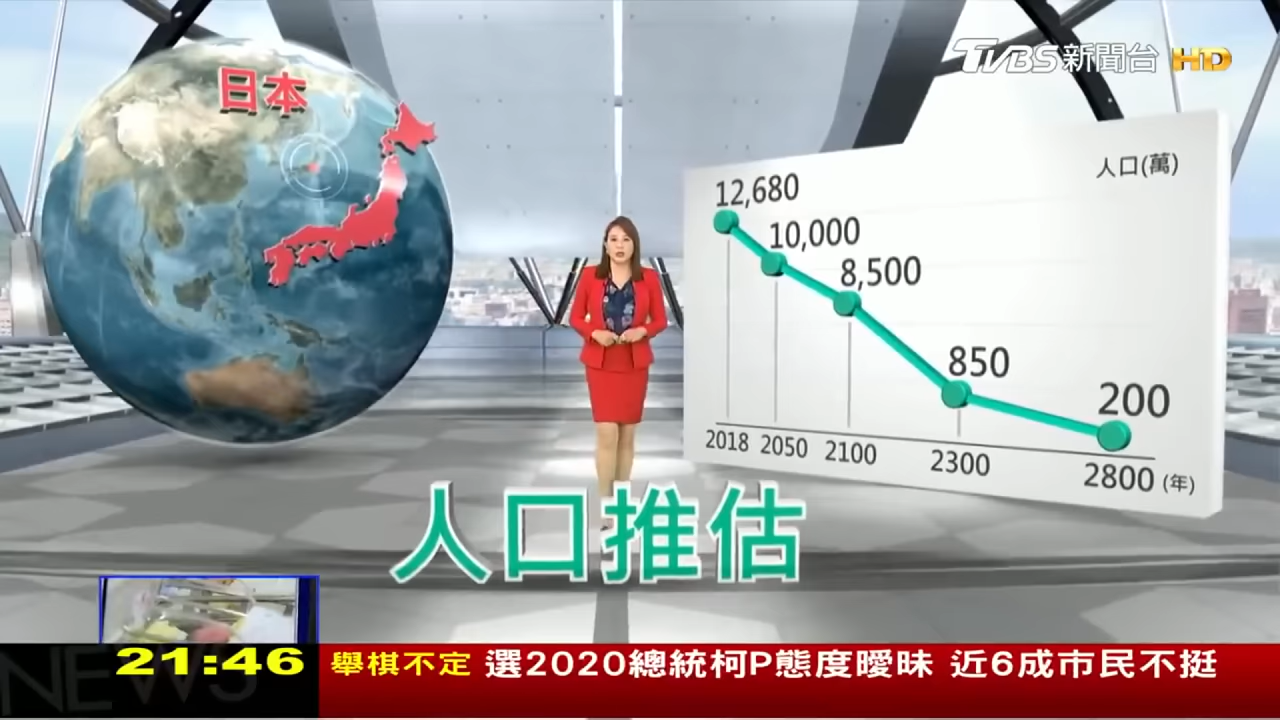 TVBS新聞台 HD
日本
人口(萬)
12,680
10,000
8,500
850
200
2018 2050 2100 2300 2800 (年)
人口推估
NEWS
21:46 舉棋不定 選2020總統柯P態度曖昧 近6成市民不挺